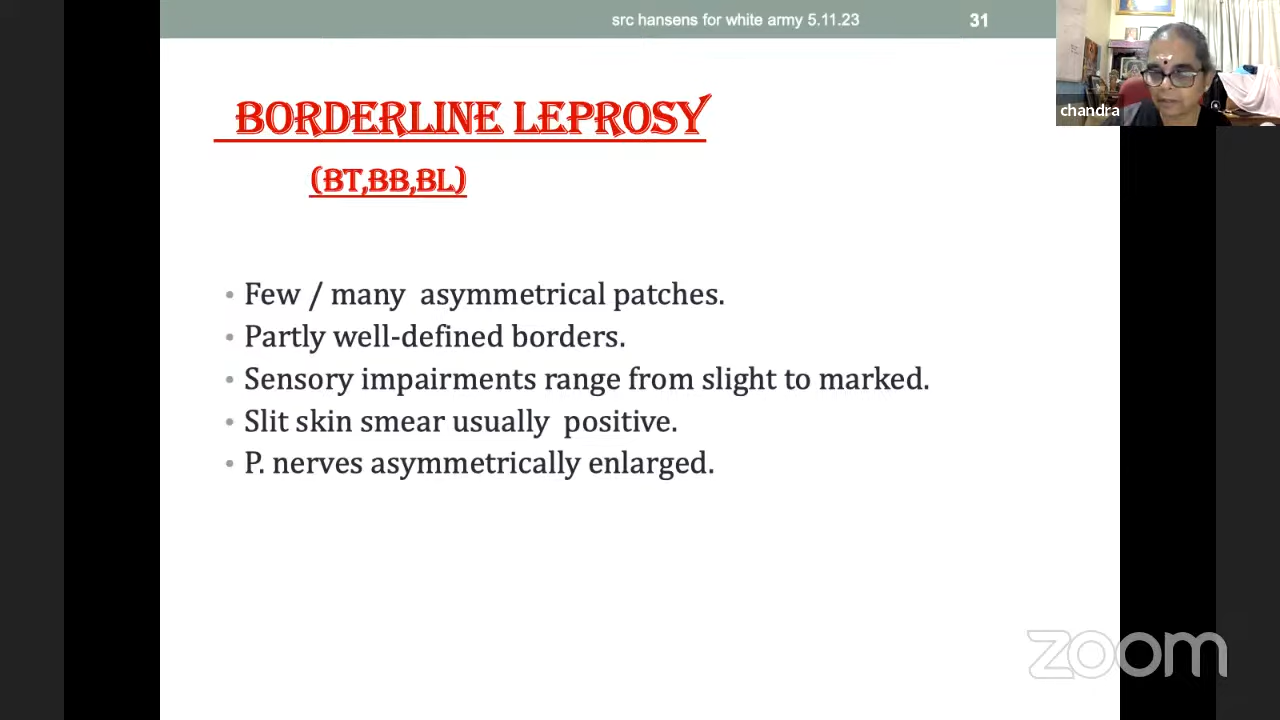 src hansens for white army 5.11.23
31
chandra
BORDERLINE LEPROSY
(BT,BB,BL)
• Few / many asymmetrical patches.
• Partly well-defined borders.
• Sensory impairments range from slight to marked.
• Slit skin smear usually positive.
• P. nerves asymmetrically enlarged.
zoom